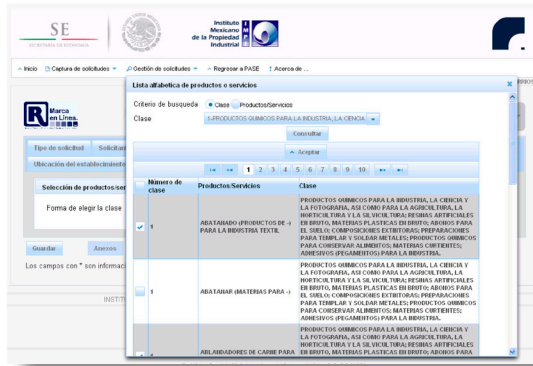 SE
SECRETARÍA DE ECONOMÍA
Instituto
Mexicano
de la Propiedad
Industrial
Inicio Captura de solicitudes Gestión de solicitudes Regresar a PASE Acerca de ...
Lista alfabetica de productos o servicios
Criterio de busqueda Clase Productos/Servicios
Clase 1-PRODUCTOS QUIMICOS PARA LA INDUSTRIA, LA CIENCIA
Consultar
Aceptar
1 2 3 4 5 6 7 8 9 10
Marca
en Línea.
Tipo de solicitud Solicitan
Ubicación del establecimiento
Selección de productos/ser
Forma de elegir la clase
Guardar Anexos
Los campos con * son informac
INSTIT
Número de
clase
Productos/Servicios Clase
1
ABATANADO (PRODUCTOS DE -)
PARA LA INDUSTRIA TEXTIL
PRODUCTOS QUIMICOS PARA LA INDUSTRIA, LA CIENCIA Y
LA FOTOGRAFIA, ASI COMO PARA LA AGRICULTURA, LA
HORTICULTURA Y LA SILVICULTURA; RESINAS ARTIFICIALES
EN BRUTO, MATERIAS PLASTICAS EN BRUTO; ABONOS PARA
EL SUELO; COMPOSICIONES EXTINTORAS; PREPARACIONES
PARA TEMPLAR Y SOLDAR METALES; PRODUCTOS QUIMICOS
PARA CONSERVAR ALIMENTOS; MATERIAS CURTIENTES;
ADHESIVOS (PEGAMENTOS) PARA LA INDUSTRIA.
1
ABATANAR (MATERIAS PARA -)
PRODUCTOS QUIMICOS PARA LA INDUSTRIA, LA CIENCIA Y
LA FOTOGRAFIA, ASI COMO PARA LA AGRICULTURA, LA
HORTICULTURA Y LA SILVICULTURA; RESINAS ARTIFICIALES
EN BRUTO, MATERIAS PLASTICAS EN BRUTO; ABONOS PARA
EL SUELO; COMPOSICIONES EXTINTORAS; PREPARACIONES
PARA TEMPLAR Y SOLDAR METALES; PRODUCTOS QUIMICOS
PARA CONSERVAR ALIMENTOS; MATERIAS CURTIENTES;
ADHESIVOS (PEGAMENTOS) PARA LA INDUSTRIA.
ABLANDADORES DE CARNE PARA
PRODUCTOS QUIMICOS PARA LA INDUSTRIA, LA CIENCIA Y
LA FOTOGRAFIA, ASI COMO PARA LA AGRICULTURA, LA
HORTICULTURA Y LA SILVICULTURA; RESINAS ARTIFICIALES
EN BRUTO, MATERIAS PLASTICAS EN BRUTO; ABONOS PARA